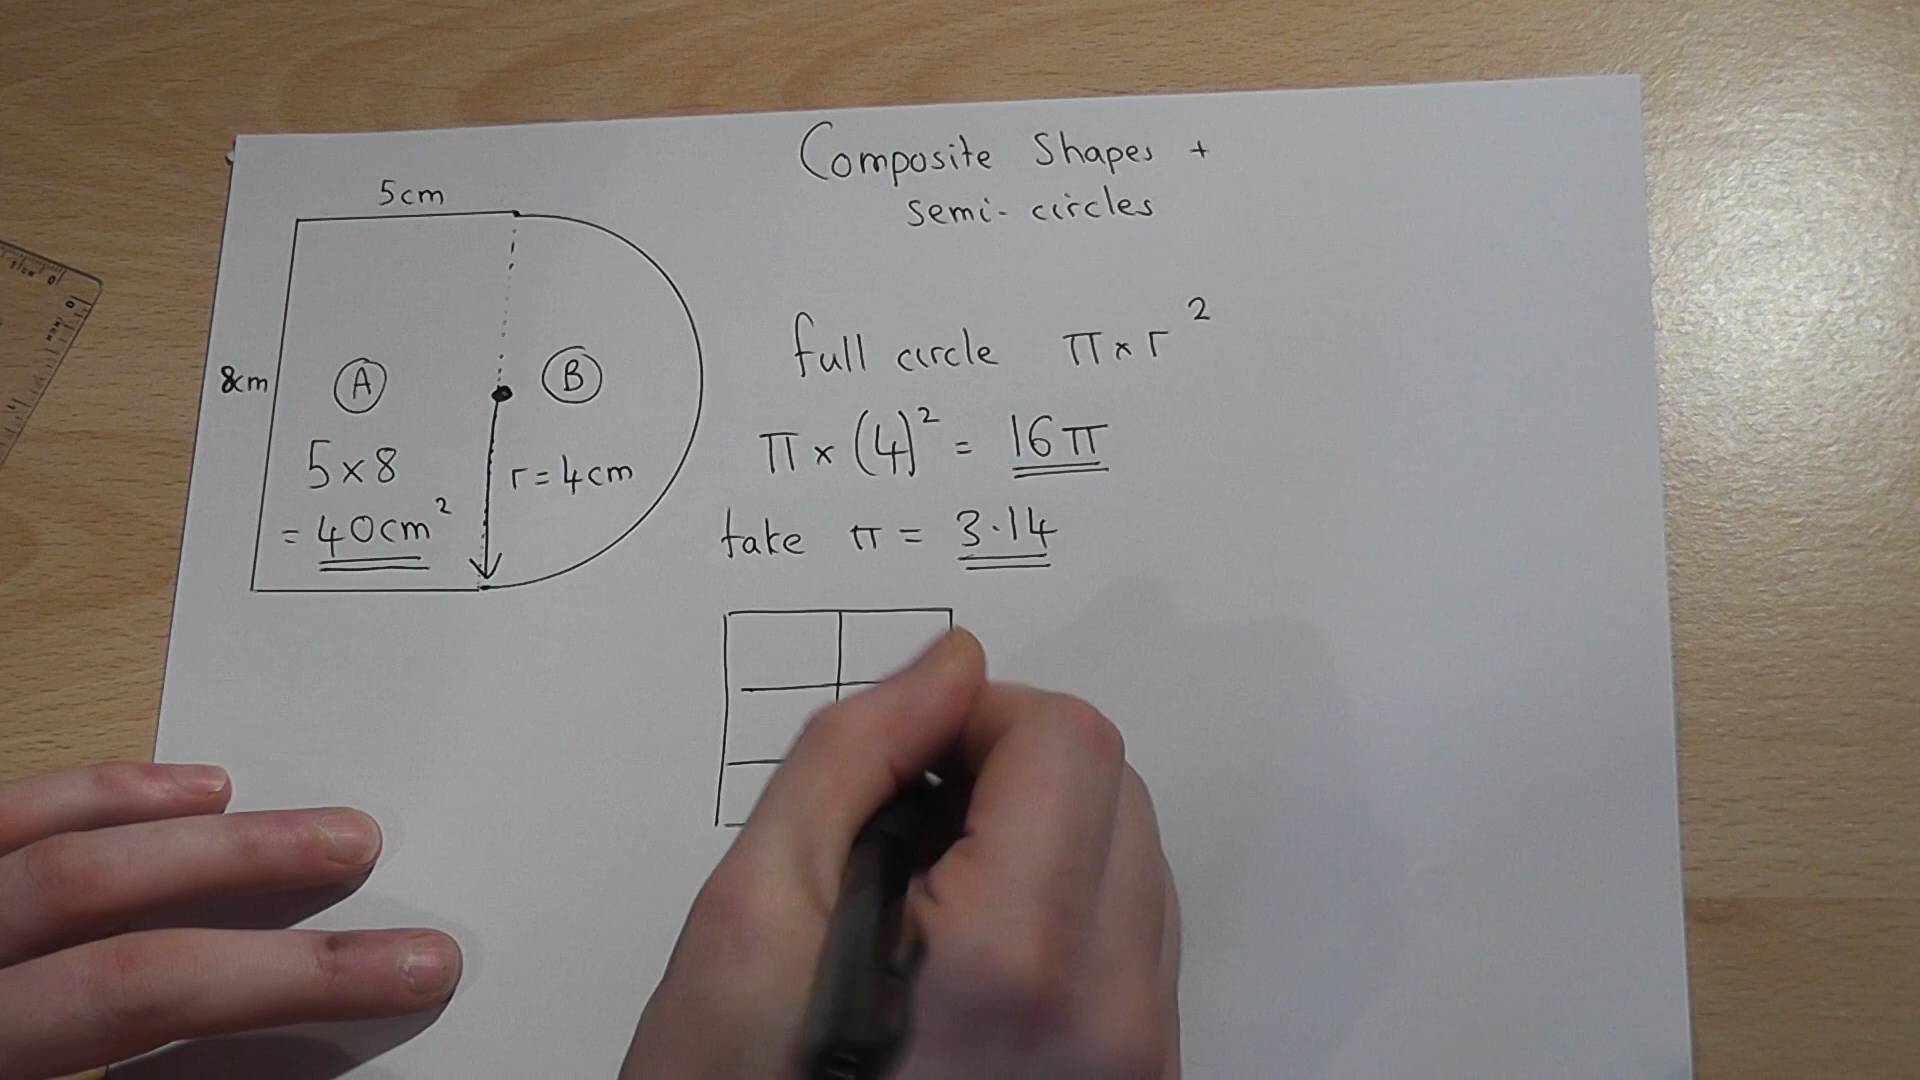 Composite Shapes +
semi-circles
5cm
8cm
A
B
5×8
= 40cm²
r=4cm
full circle π×r²
π×(4)² = 16π
take π = 3.14